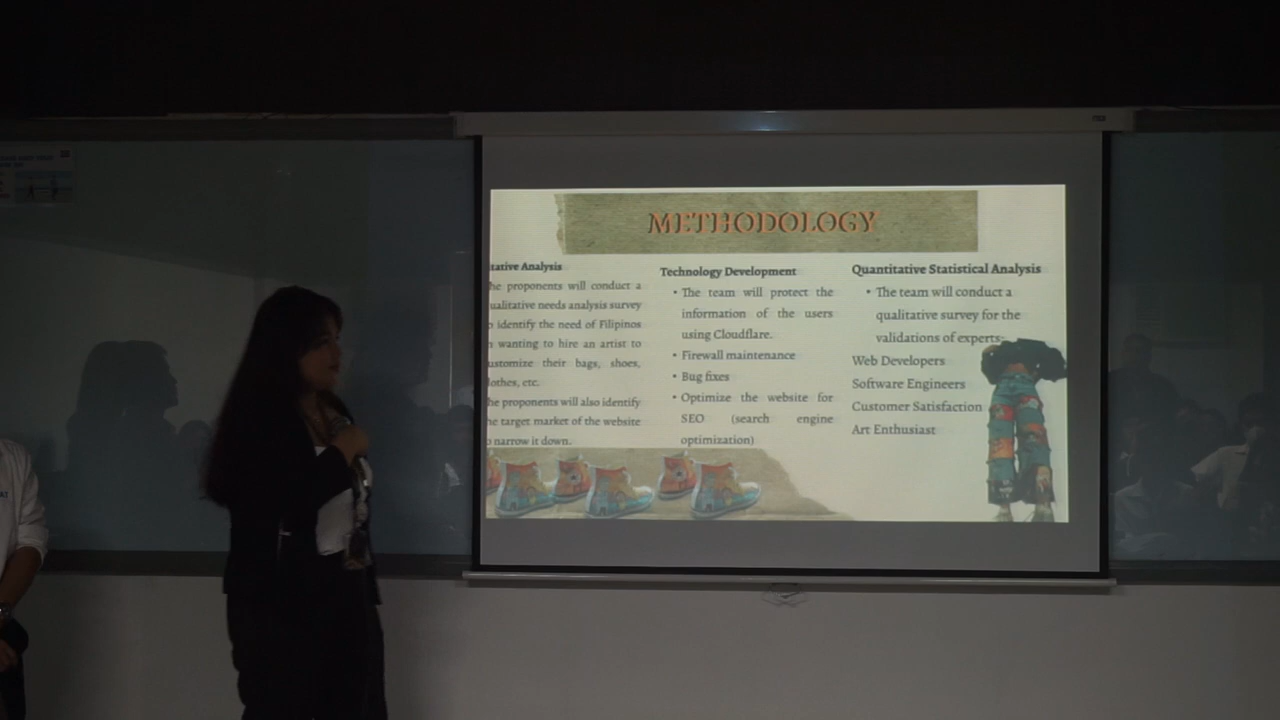 METHODOLOGY
tative Analysis
he proponents will conduct a
ualitative needs analysis survey
o identify the need of Filipinos
n wanting to hire an artist to
ustomize their bags, shoes,
lothes, etc.
he proponents will also identify
he target market of the website
o narrow it down.
Technology Development
• The team will protect the
information of the users
using Cloudflare.
• Firewall maintenance
• Bug fixes
• Optimize the website for
SEO (search engine
optimization)
Quantitative Statistical Analysis
• The team will conduct a
qualitative survey for the
validations of experts:
Web Developers
Software Engineers
Customer Satisfaction
Art Enthusiast